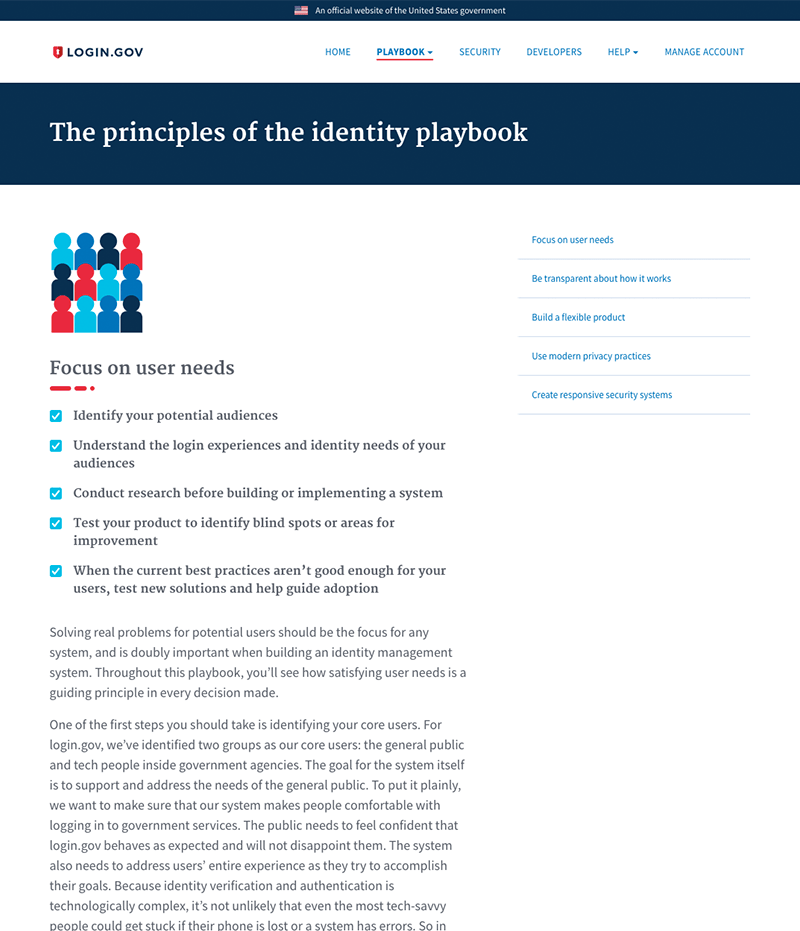 An official website of the United States government
LOGIN.GOV
HOME
PLAYBOOK
SECURITY
DEVELOPERS
HELP
MANAGE ACCOUNT
The principles of the identity playbook
Focus on user needs
Identify your potential audiences
Understand the login experiences and identity needs of your
audiences
Conduct research before building or implementing a system
Test your product to identify blind spots or areas for
improvement
When the current best practices aren’t good enough for your
users, test new solutions and help guide adoption
Solving real problems for potential users should be the focus for any
system, and is doubly important when building an identity management
system. Throughout this playbook, you’ll see how satisfying user needs is a
guiding principle in every decision made.
One of the first steps you should take is identifying your core users. For
login.gov, we’ve identified two groups as our core users: the general public
and tech people inside government agencies. The goal for the system itself
is to support and address the needs of the general public. To put it plainly,
we want to make sure that our system makes people comfortable with
logging in to government services. The public needs to feel confident that
login.gov behaves as expected and will not disappoint them. The system
also needs to address users’ entire experience as they try to accomplish
their goals. Because identity verification and authentication is
technologically complex, it’s not unlikely that even the most tech-savvy
people could get stuck if their phone is lost or a system has errors. So in
Focus on user needs
Be transparent about how it works
Build a flexible product
Use modern privacy practices
Create responsive security systems